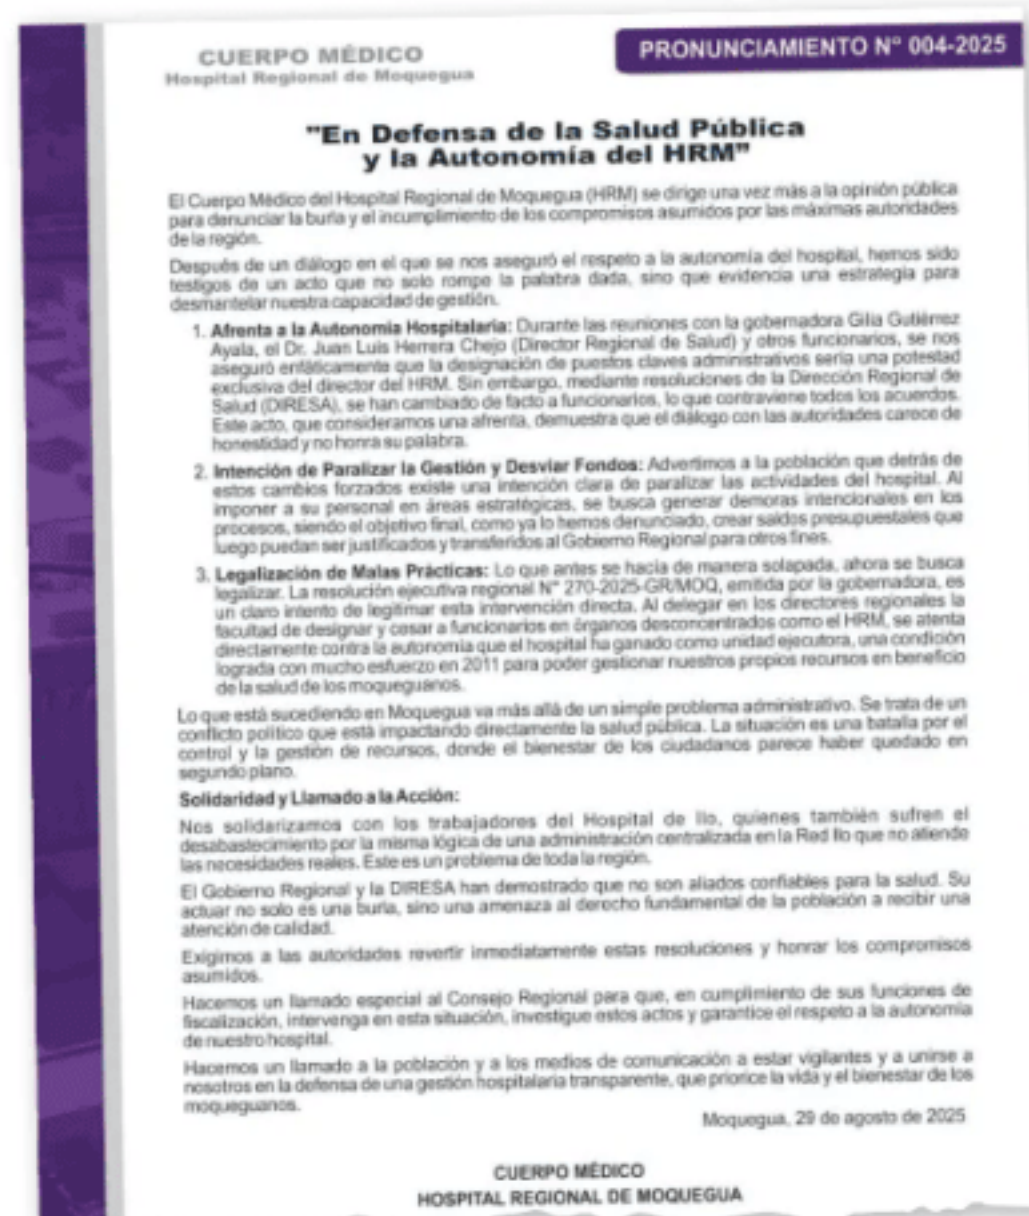 CUERPO MÉDICO
Hospital Regional de Moquegua
PRONUNCIAMIENTO N° 004-2025
"En Defensa de la Salud Pública
y la Autonomía del HRM"
El Cuerpo Médico del Hospital Regional de Moquegua (HRM) se dirige una vez más a la opinión pública
para denunciar la burla y el incumplimiento de los compromisos asumidos por las máximas autoridades
de la región.
Después de un diálogo en el que se nos aseguró el respeto a la autonomía del hospital, hemos sido
testigos de un acto que no solo rompe la palabra dada, sino que evidencia una estrategia para
desmantelar nuestra capacidad de gestión.
1. Afrenta a la Autonomía Hospitalaria: Durante las reuniones con la gobernadora Gilia Gutiérrez
Ayala, el Dr. Juan Luis Herrera Chejo (Director Regional de Salud) y otros funcionarios, se nos
aseguró enfáticamente que la designación de puestos claves administrativos sería una potestad
exclusiva del director del HRM. Sin embargo, mediante resoluciones de la Dirección Regional de
Salud (DIRESA), se han cambiado de facto a funcionarios, lo que contraviene todos los acuerdos.
Este acto, que consideramos una afrenta, demuestra que el diálogo con las autoridades carece de
honestidad y no honra su palabra.
2. Intención de Paralizar la Gestión y Desviar Fondos: Advertimos a la población que detrás de
estos cambios forzados existe una intención clara de paralizar las actividades del hospital. Al
imponer a su personal en áreas estratégicas, se busca generar demoras intencionales en los
procesos, siendo el objetivo final, como ya lo hemos denunciado, crear saldos presupuestales que
luego puedan ser justificados y transferidos al Gobierno Regional para otros fines.
3. Legalización de Malas Prácticas: Lo que antes se hacía de manera solapada, ahora se busca
legalizar. La resolución ejecutiva regional N° 270-2025-GR/MOQ, emitida por la gobernadora, es
un claro intento de legitimar esta intervención directa. Al delegar en los directores regionales la
facultad de designar y cesar a funcionarios en órganos desconcentrados como el HRM, se atenta
directamente contra la autonomía que el hospital ha ganado como unidad ejecutora, una condición
lograda con mucho esfuerzo en 2011 para poder gestionar nuestros propios recursos en beneficio
de la salud de los moqueguanos.
Lo que está sucediendo en Moquegua va más allá de un simple problema administrativo. Se trata de un
conflicto político que está impactando directamente la salud pública. La situación es una batalla por el
control y la gestión de recursos, donde el bienestar de los ciudadanos parece haber quedado en
segundo plano.
Solidaridad y Llamado a la Acción:
Nos solidarizamos con los trabajadores del Hospital de Ilo, quienes también sufren el
desabastecimiento por la misma lógica de una administración centralizada en la Red Ilo que no atiende
las necesidades reales. Este es un problema de toda la región.
El Gobierno Regional y la DIRESA han demostrado que no son aliados confiables para la salud. Su
actuar no solo es una burla, sino una amenaza al derecho fundamental de la población a recibir una
atención de calidad.
Exigimos a las autoridades revertir inmediatamente estas resoluciones y honrar los compromisos
asumidos.
Hacemos un llamado especial al Consejo Regional para que, en cumplimiento de sus funciones de
fiscalización, intervenga en esta situación, investigue estos actos y garantice el respeto a la autonomía
de nuestro hospital.
Hacemos un llamado a la población y a los medios de comunicación a estar vigilantes y a unirse a
nosotros en la defensa de una gestión hospitalaria transparente, que priorice la vida y el bienestar de los
moqueguanos.
Moquegua, 29 de agosto de 2025
CUERPO MÉDICO
HOSPITAL REGIONAL DE MOQUEGUA